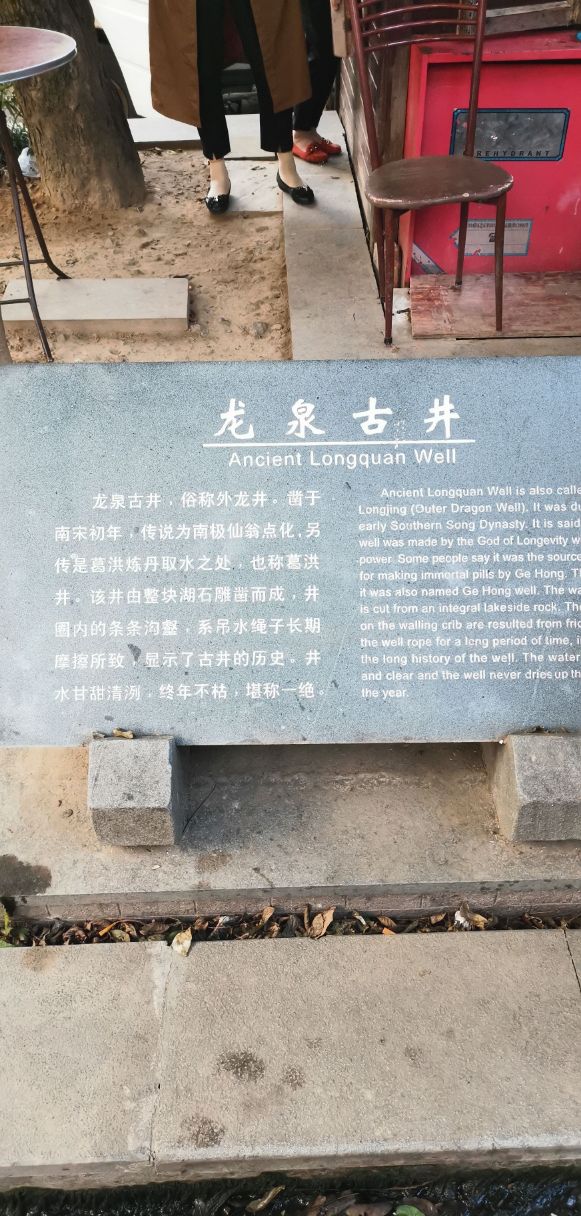 REHYDRANT
龙泉古井
Ancient Longquan Well
龙泉古井，俗称外龙井。凿于
南宋初年，传说为南极仙翁点化,另
传是葛洪炼丹取水之处，也称葛洪
井。该井由整块湖石雕凿而成，井
圈内的条条沟壑，系吊水绳子长期
摩擦所致，显示了古井的历史。井
水甘甜清洌，终年不枯，堪称一绝。
Ancient Longquan Well is also calle
Longjing (Outer Dragon Well). It was du
early Southern Song Dynasty. It is said
well was made by the God of Longevity w
power. Some people say it was the source
for making immortal pills by Ge Hong. Th
it was also named Ge Hong well. The wa
is cut from an integral lakeside rock. The
on the walling crib are resulted from fric
the well rope for a long period of time, i
the long history of the well. The water
and clear and the well never dries up th
the year.